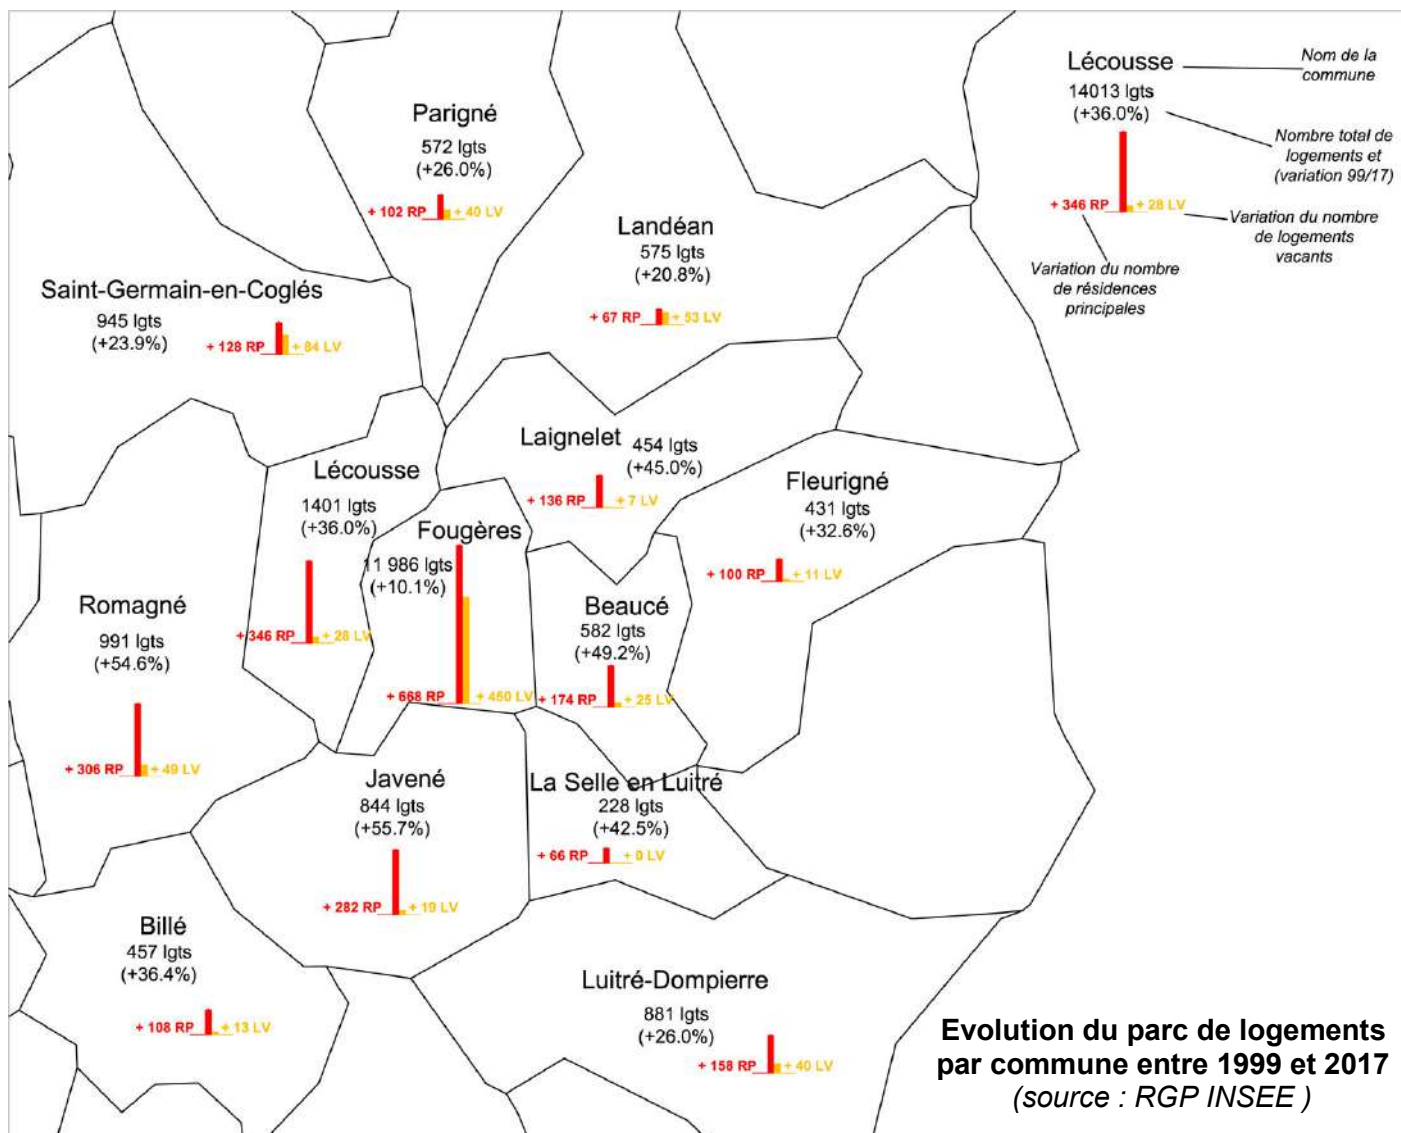 Lécousse
14013 lgts
(+36.0%)
+ 346 RP
+ 28 LV
Nom de la
commune
Nombre total de
logements et
(variation 99/17)
Variation du nombre
de logements
vacants
Variation du nombre
de résidences
principales
Parigné
572 lgts
(+26.0%)
+ 102 RP
+ 40 LV
Landéan
575 lgts
(+20.8%)
+ 67 RP
+ 53 LV
Saint-Germain-en-Coglés
945 lgts
(+23.9%)
+ 128 RP
+ 84 LV
Laignelet
454 lgts
(+45.0%)
+ 136 RP
+ 7 LV
Lécousse
1401 lgts
(+36.0%)
+ 346 RP
+ 28 LV
Fougères
11 986 lgts
(+10.1%)
+ 668 RP
+ 450 LV
Fleurigné
431 lgts
(+32.6%)
+ 100 RP
+ 11 LV
Romagné
991 lgts
(+54.6%)
+ 306 RP
+ 49 LV
Beaucé
582 lgts
(+49.2%)
+ 174 RP
+ 25 LV
Javené
844 lgts
(+55.7%)
+ 282 RP
+ 19 LV
La Selle en Luitré
228 lgts
(+42.5%)
+ 66 RP
+ 0 LV
Billé
457 lgts
(+36.4%)
+ 108 RP
+ 13 LV
Luitré-Dompierre
881 lgts
(+26.0%)
+ 158 RP
+ 40 LV
Evolution du parc de logements
par commune entre 1999 et 2017
(source : RGP INSEE )